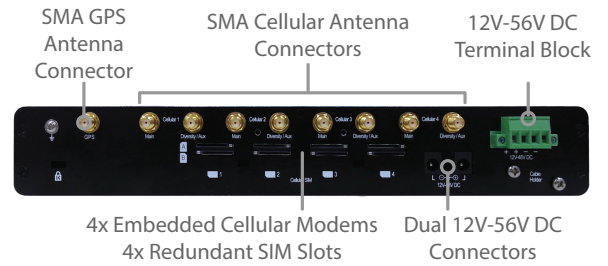 SMA GPS
Antenna
Connector
SMA Cellular Antenna
Connectors
12V-56V DC
Terminal Block
GPS
Main
Cellular 1
Diversity / Aux
Main
Cellular 2
Diversity / Aux
Main
Cellular 3
Diversity / Aux
Main
Cellular 4
Diversity / Aux
A
B
1
2
3
4
Cellular SIM
12V-48V DC
12V-48V DC
Cable
Holder
4x Embedded Cellular Modems
4x Redundant SIM Slots
Dual 12V-56V DC
Connectors